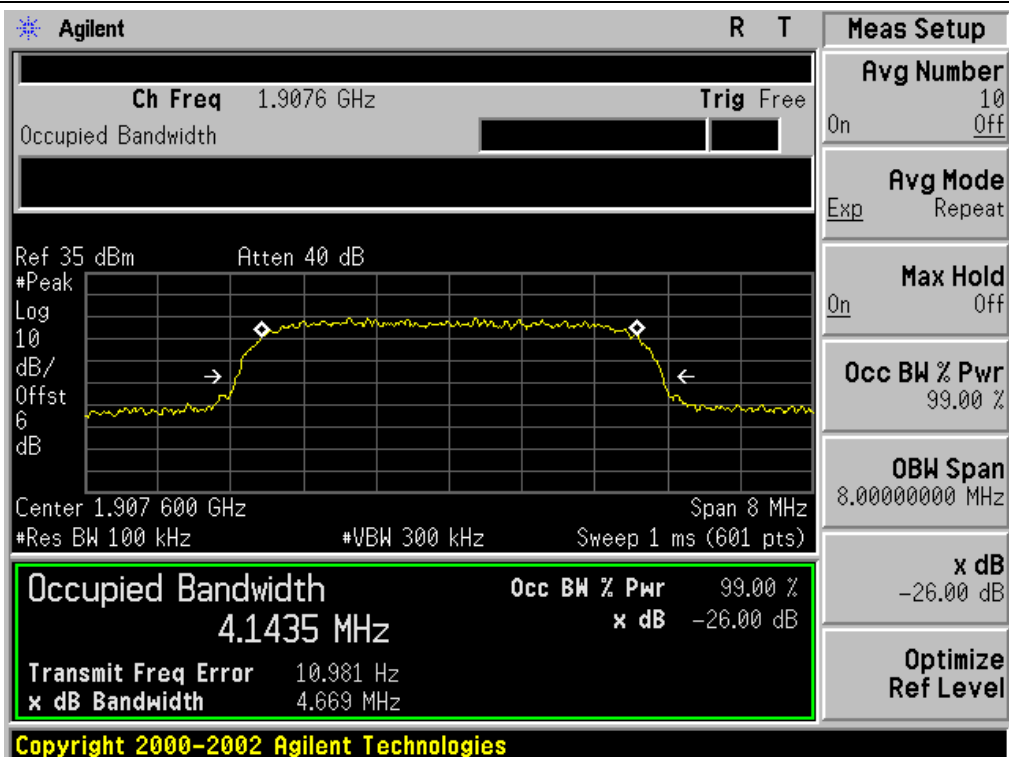 Agilent R T
Ch Freq 1.9076 GHz Trig Free
Occupied Bandwidth
Ref 35 dBm Atten 40 dB
#Peak
Log
10
dB/
Offst
6
dB
Center 1.907 600 GHz Span 8 MHz
#Res BW 100 kHz #VBW 300 kHz Sweep 1 ms (601 pts)
Occupied Bandwidth Occ BW % Pwr 99.00 %
4.1435 MHz x dB -26.00 dB
Transmit Freq Error 10.981 Hz
x dB Bandwidth 4.669 MHz
Copyright 2000-2002 Agilent Technologies
Meas Setup
Avg Number
10
On Off
Avg Mode
Exp Repeat
Max Hold
On Off
Occ BW % Pwr
99.00 %
OBW Span
8.00000000 MHz
x dB
-26.00 dB
Optimize
Ref Level